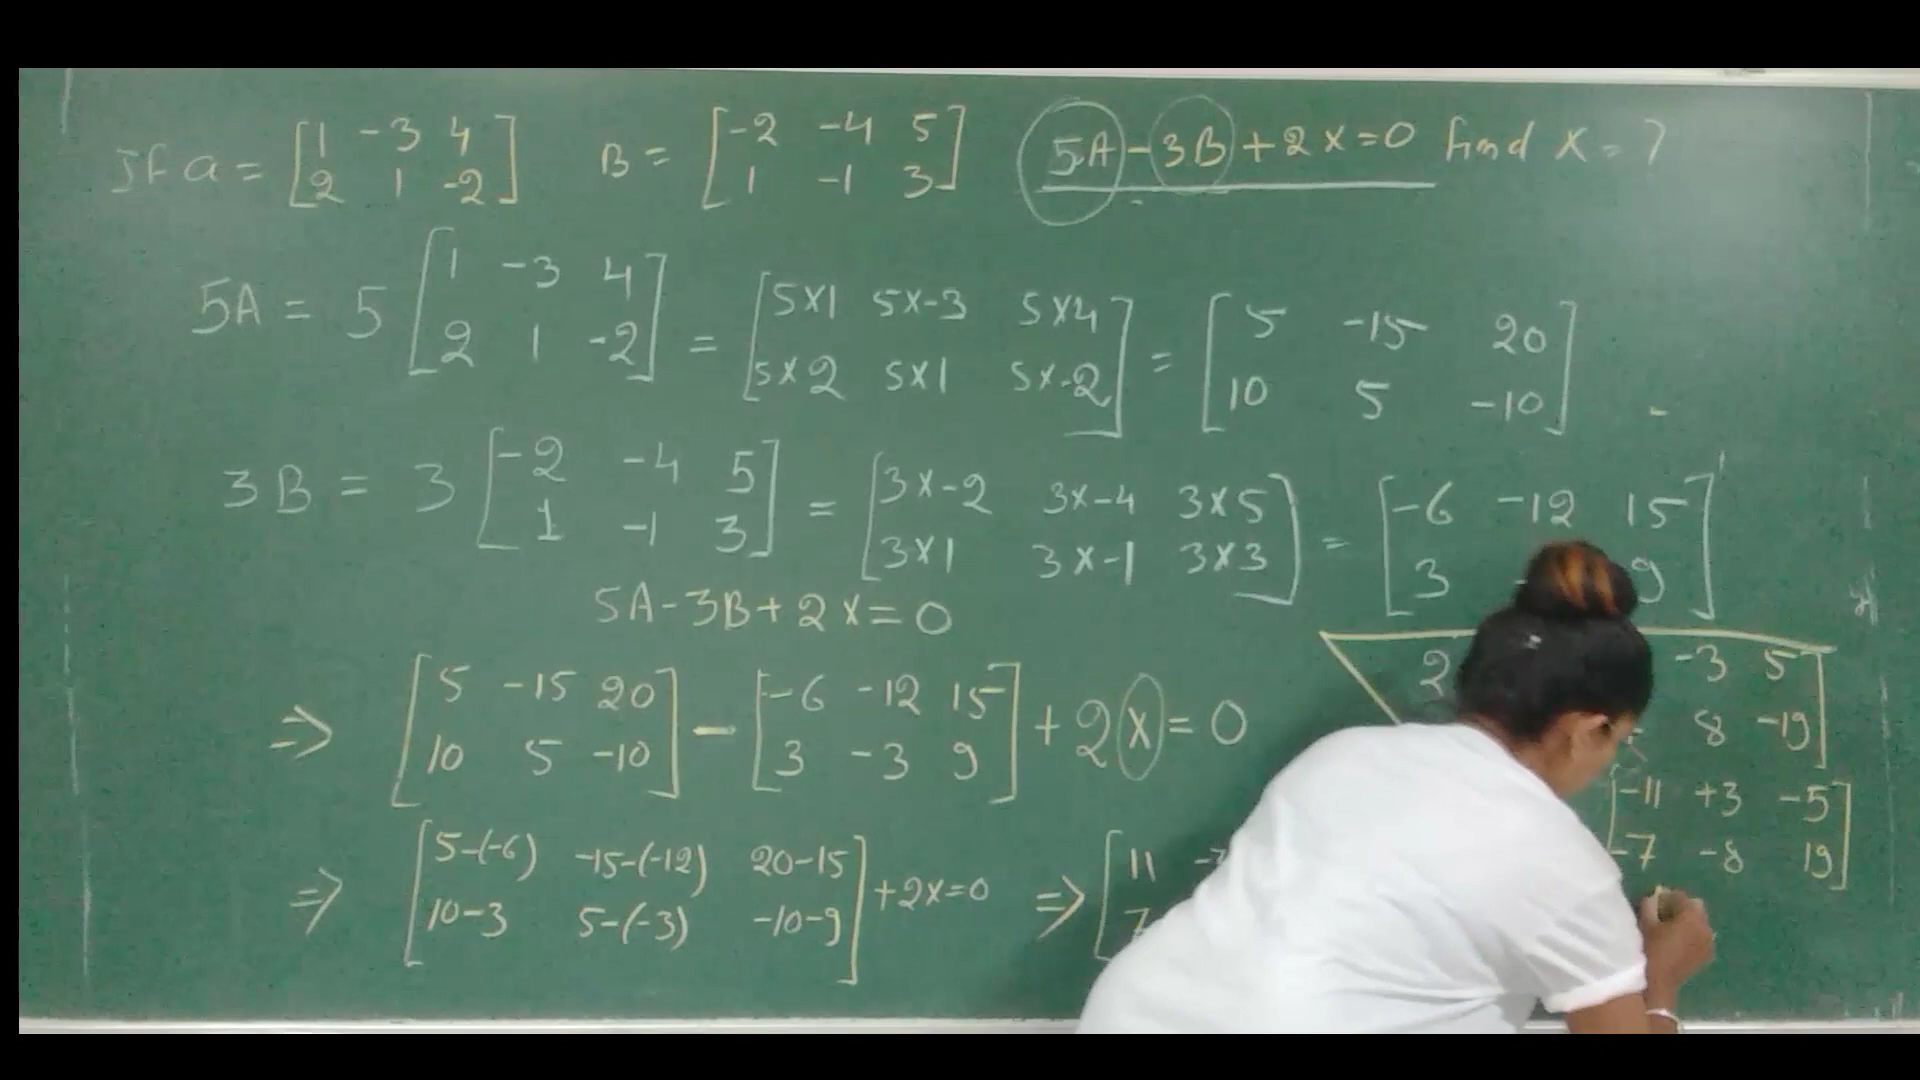 If a = [1 -3 4 B = [-2 -4 5 5A - 3B + 2x = 0 find x = ?
2 1 -2] 1 -1 3]
5A = 5 [1 -3 4 = [5x1 5x-3 5x4 = [5 -15 20
2 1 -2] 5x2 5x1 5x-2] 10 5 -10]
3B = 3 [-2 -4 5 = [3x-2 3x-4 3x5 = [-6 -12 15
1 -1 3] 3x1 3x-1 3x3] 3 9]
5A - 3B + 2x = 0
⇒ [5 -15 20 - [-6 -12 15 + 2x = 0
10 5 -10] 3 -3 9]
⇒ [5-(-6) -15-(-12) 20-15 + 2x = 0 ⇒ [11
10-3 5-(-3) -10-9] 7
2 -3 5
8 -19]
[-11 +3 -5
-7 -8 19]